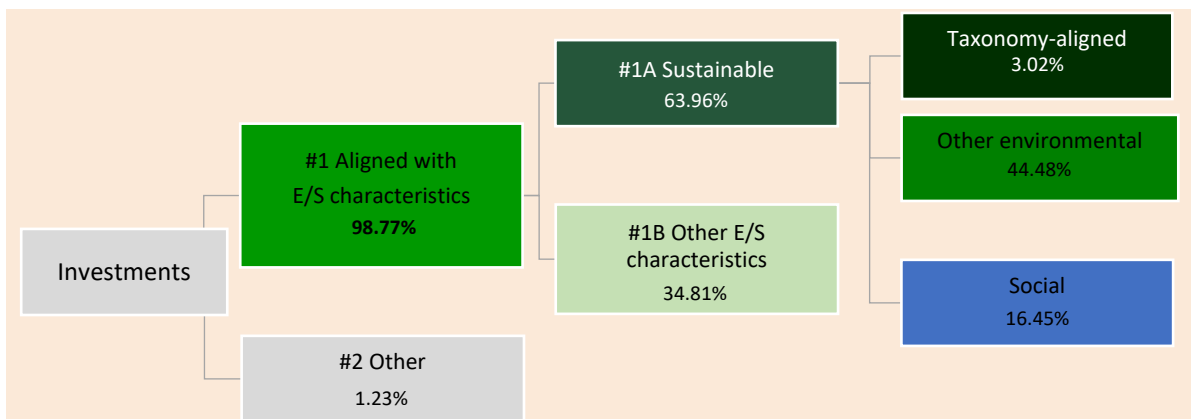 Investments
#1 Aligned with
E/S characteristics
98.77%
#2 Other
1.23%
#1A Sustainable
63.96%
#1B Other E/S
characteristics
34.81%
Taxonomy-aligned
3.02%
Other environmental
44.48%
Social
16.45%